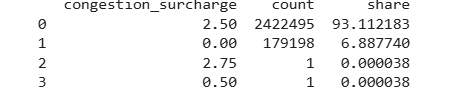 congestion_surcharge count share
0 2.50 2422495 93.112183
1 0.00 179198 6.887740
2 2.75 1 0.000038
3 0.50 1 0.000038